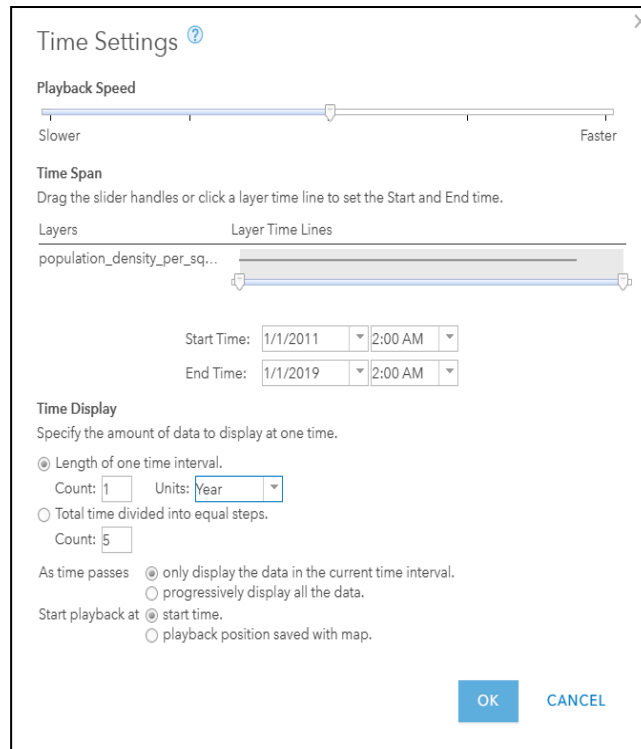 Time Settings ?
Playback Speed
Slower Faster
Time Span
Drag the slider handles or click a layer time line to set the Start and End time.
Layers Layer Time Lines
population_density_per_sq...
Start Time: 1/1/2011 2:00 AM
End Time: 1/1/2019 2:00 AM
Time Display
Specify the amount of data to display at one time.
Length of one time interval.
Count: 1 Units: Year
Total time divided into equal steps.
Count: 5
As time passes only display the data in the current time interval.
progressively display all the data.
Start playback at start time.
playback position saved with map.
OK CANCEL